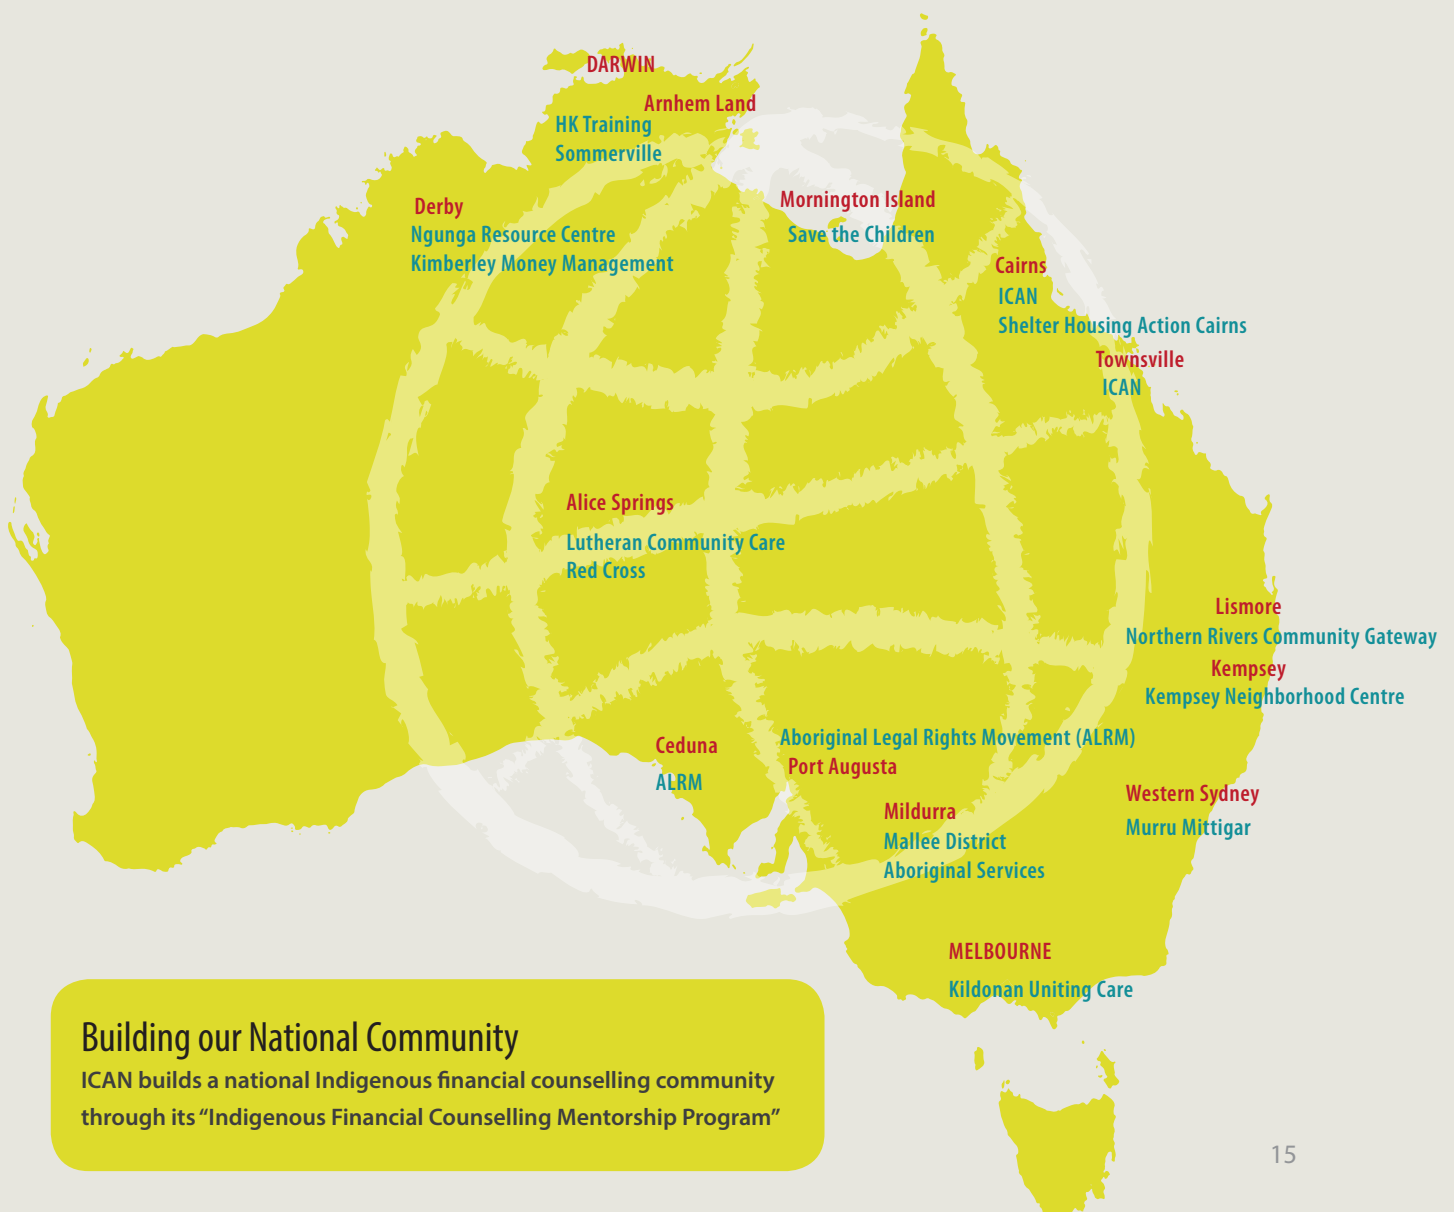 DARWIN
Arnhem Land
HK Training
Sommerville
Derby
Ngunga Resource Centre
Kimberley Money Management
Mornington Island
Save the Children
Cairns
ICAN
Shelter Housing Action Cairns
Townsville
ICAN
Alice Springs
Lutheran Community Care
Red Cross
Lismore
Northern Rivers Community Gateway
Kempsey
Kempsey Neighborhood Centre
Ceduna
ALRM
Aboriginal Legal Rights Movement (ALRM)
Port Augusta
Mildurra
Mallee District
Aboriginal Services
Western Sydney
Murru Mittigar
MELBOURNE
Kildonan Uniting Care
Building our National Community
ICAN builds a national Indigenous financial counselling community
through its “Indigenous Financial Counselling Mentorship Program”
15